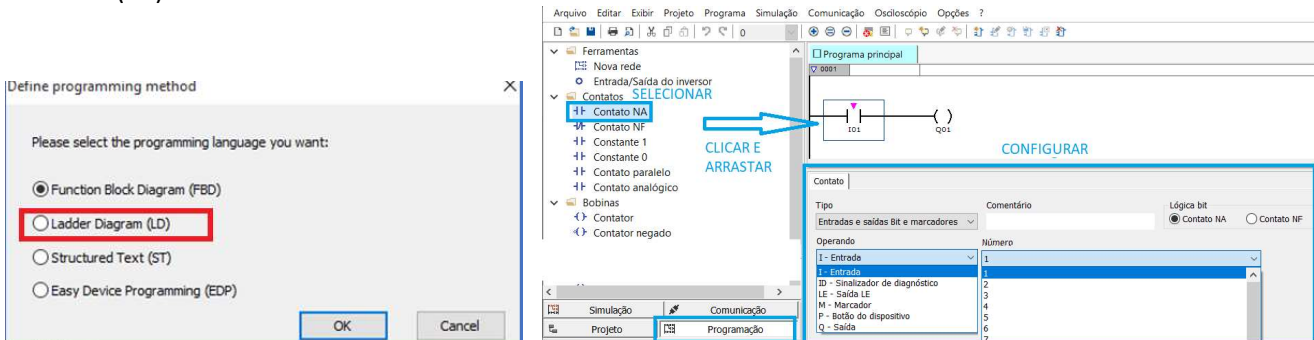 Define programming method
X
Please select the programming language you want:
Function Block Diagram (FBD)
Ladder Diagram (LD)
Structured Text (ST)
Easy Device Programming (EDP)
OK Cancel
Arquivo Editar Exibir Projeto Programa Simulação Comunicação Osciloscópio Opções ?
0
Ferramentas
Nova rede
Entrada/Saída do inversor
Contatos SELECIONAR
Contato NA
Contato NF
Constante 1
Constante 0
Contato paralelo
Contato analógico
Bobinas
Contator
Contator negado
CLICAR E
ARRASTAR
Simulação Comunicação
Projeto Programação
Programa principal
0001
I01 Q01
CONFIGURAR
Contato
Tipo Comentário Lógica bit
Entradas e saídas Bit e marcadores Contato NA Contato NF
Operando Número
I - Entrada 1
I - Entrada 1
ID - Sinalizador de diagnóstico 2
LE - Saída LE 3
M - Marcador 4
P - Botão do dispositivo 5
Q - Saída 6
7